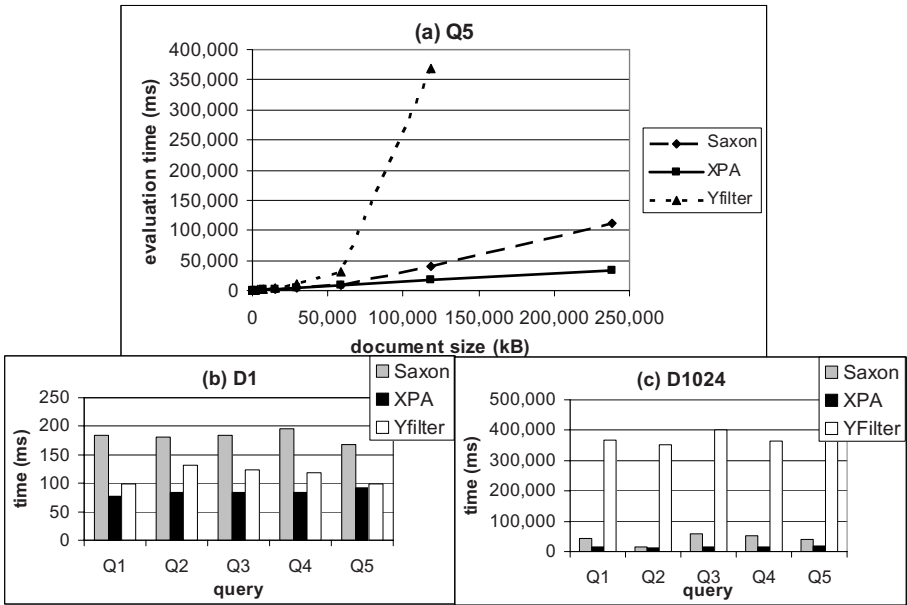 (a) Q5
evaluation time (ms)
400,000
350,000
300,000
250,000
200,000
150,000
100,000
50,000
0
0 50,000 100,000 150,000 200,000 250,000
document size (kB)
Saxon
XPA
Yfilter
(b) D1
time (ms)
250
200
150
100
50
0
Q1 Q2 Q3 Q4 Q5
query
Saxon
XPA
Yfilter
(c) D1024
time (ms)
500,000
400,000
300,000
200,000
100,000
0
Q1 Q2 Q3 Q4 Q5
query
Saxon
XPA
YFilter